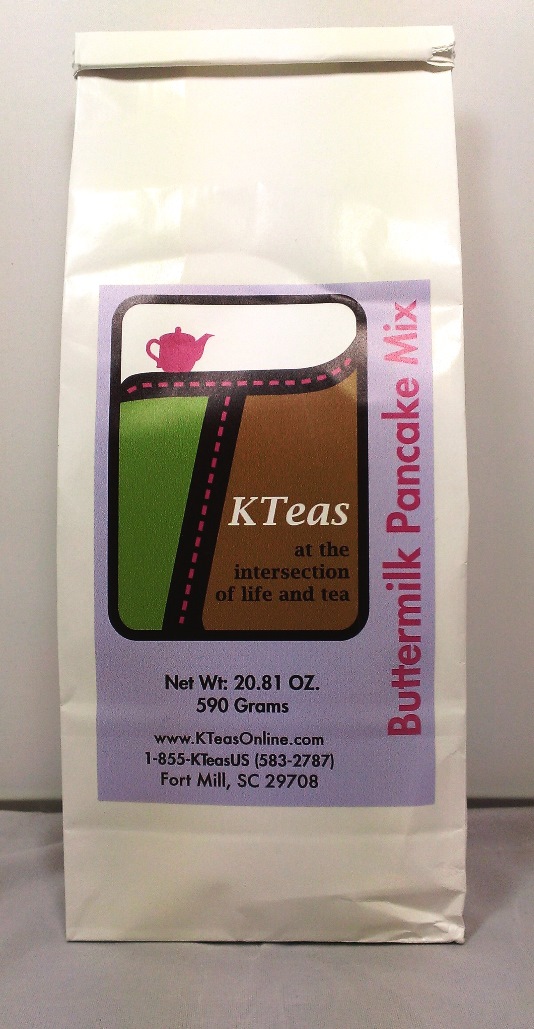 KTeas
at the
intersection
of life and tea
Buttermilk Pancake Mix
Net Wt: 20.81 OZ.
590 Grams
www.KTeasOnline.com
1-855-KTeasUS (583-2787)
Fort Mill, SC 29708